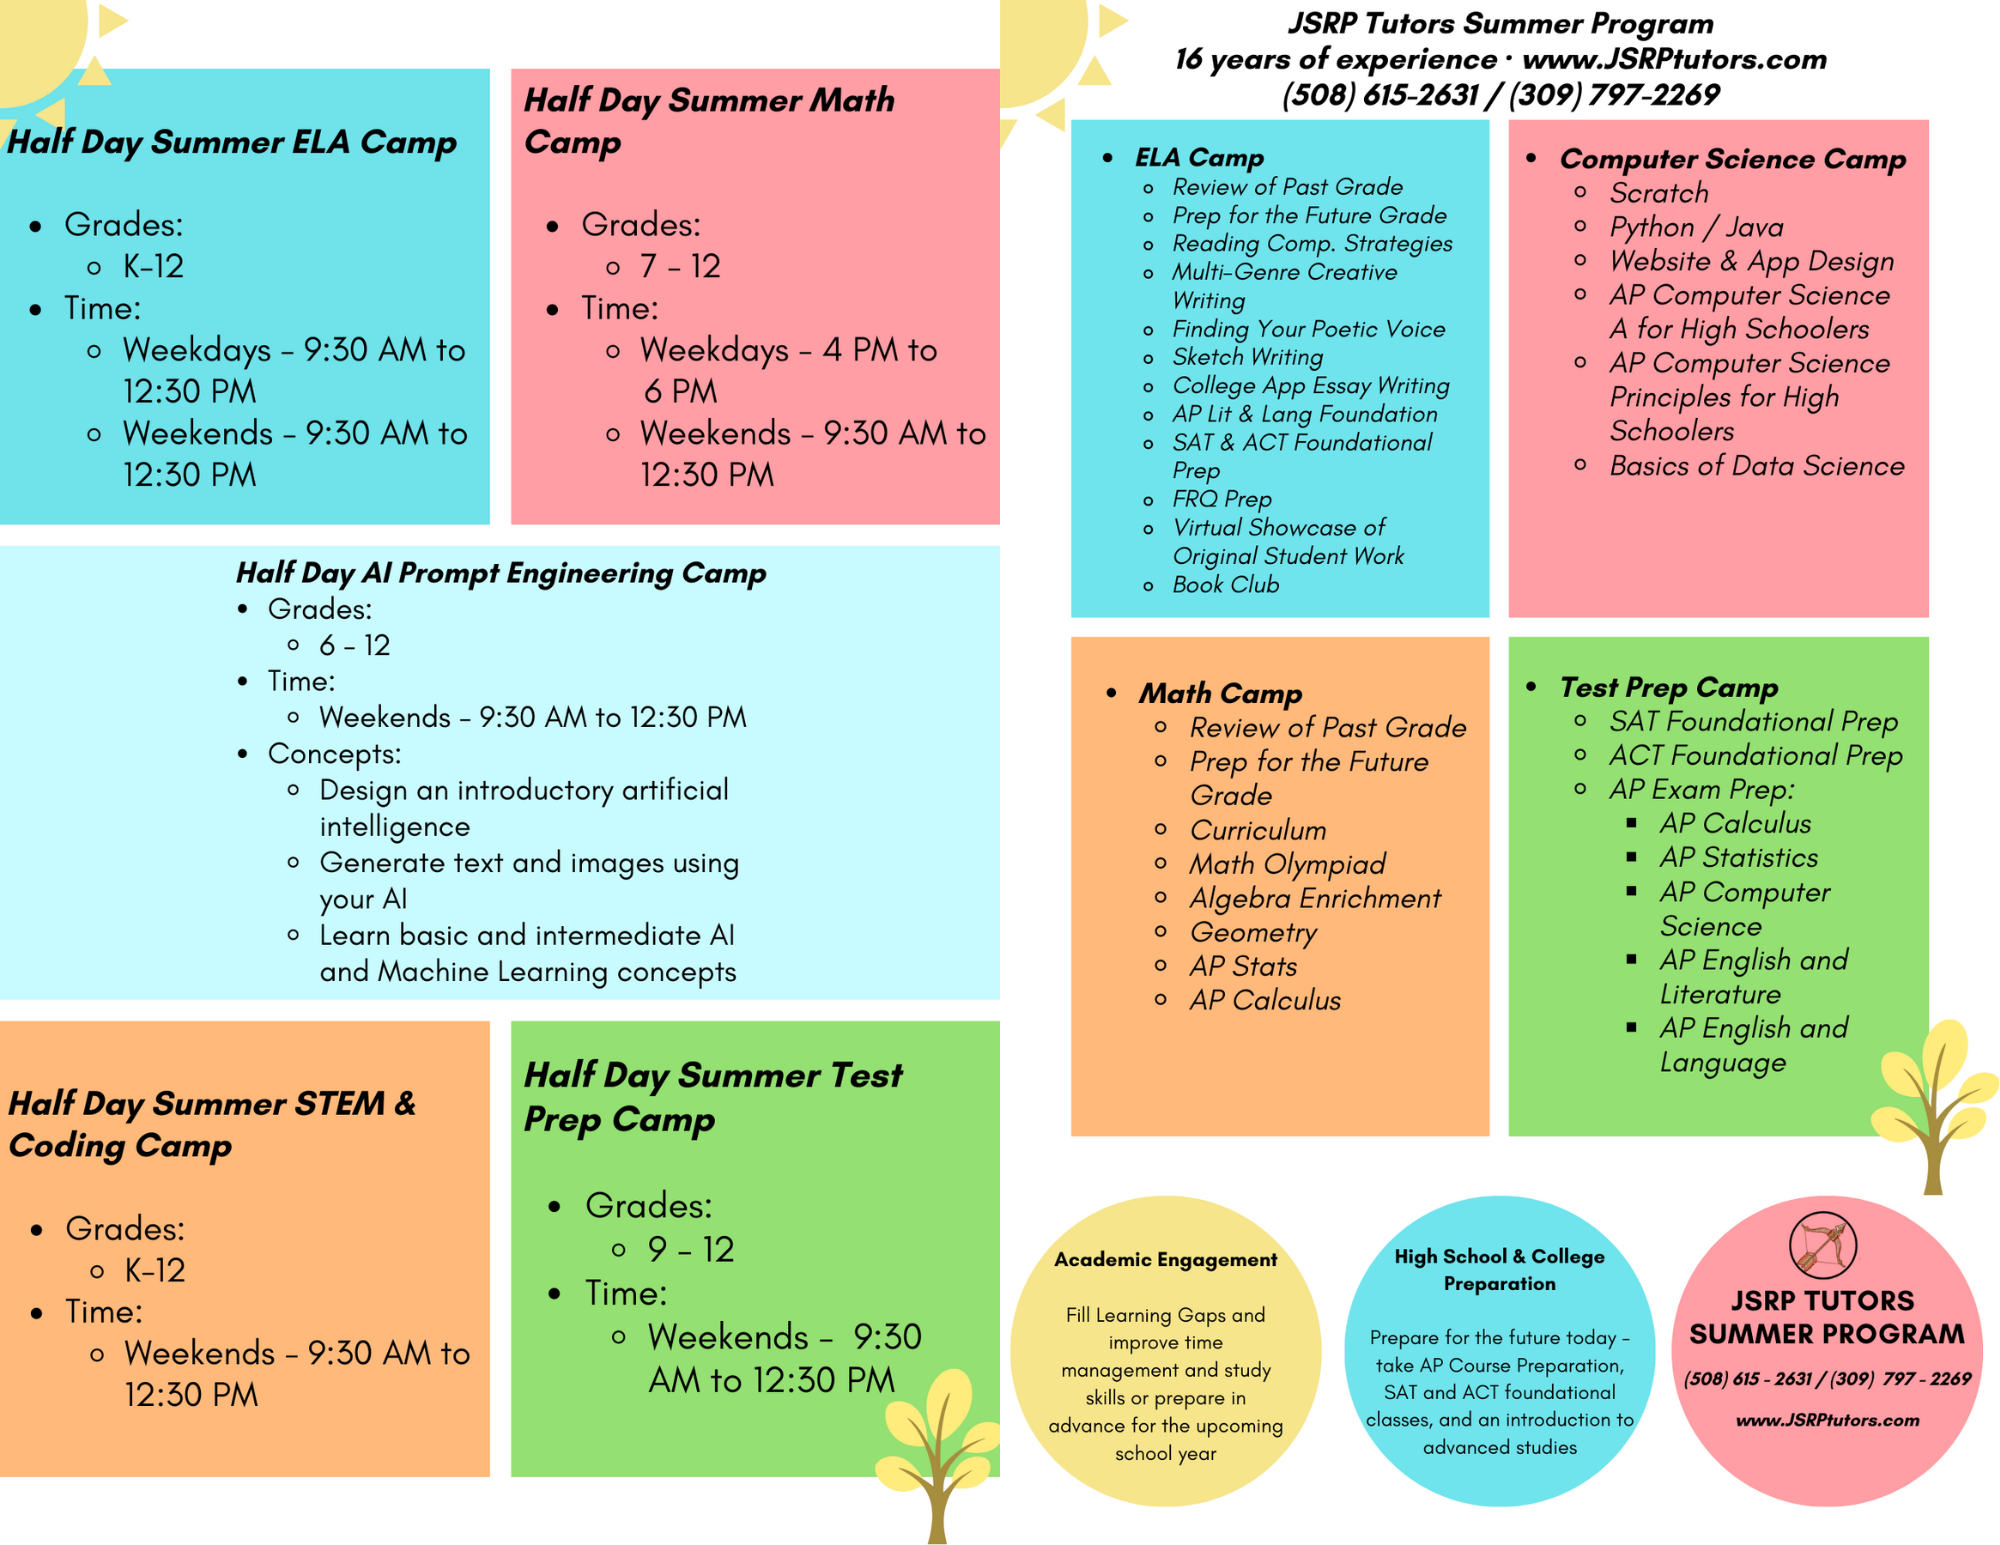 Half Day Summer ELA Camp
• Grades:
◦ K-12
• Time:
◦ Weekdays - 9:30 AM to
12:30 PM
◦ Weekends - 9:30 AM to
12:30 PM
Half Day Summer Math
Camp
• Grades:
◦ 7 - 12
• Time:
◦ Weekdays - 4 PM to
6 PM
◦ Weekends - 9:30 AM to
12:30 PM
Half Day AI Prompt Engineering Camp
• Grades:
◦ 6 - 12
• Time:
◦ Weekends - 9:30 AM to 12:30 PM
• Concepts:
◦ Design an introductory artificial
intelligence
◦ Generate text and images using
your AI
◦ Learn basic and intermediate AI
and Machine Learning concepts
Half Day Summer STEM &
Coding Camp
• Grades:
◦ K-12
• Time:
◦ Weekends - 9:30 AM to
12:30 PM
Half Day Summer Test
Prep Camp
• Grades:
◦ 9 - 12
• Time:
◦ Weekends - 9:30
AM to 12:30 PM
JSRP Tutors Summer Program
16 years of experience · www.JSRPtutors.com
(508) 615-2631 / (309) 797-2269
• ELA Camp
◦ Review of Past Grade
◦ Prep for the Future Grade
◦ Reading Comp. Strategies
◦ Multi-Genre Creative
Writing
◦ Finding Your Poetic Voice
◦ Sketch Writing
◦ College App Essay Writing
◦ AP Lit & Lang Foundation
◦ SAT & ACT Foundational
Prep
◦ FRQ Prep
◦ Virtual Showcase of
Original Student Work
◦ Book Club
• Computer Science Camp
◦ Scratch
◦ Python / Java
◦ Website & App Design
◦ AP Computer Science
A for High Schoolers
◦ AP Computer Science
Principles for High
Schoolers
◦ Basics of Data Science
• Math Camp
◦ Review of Past Grade
◦ Prep for the Future
Grade
◦ Curriculum
◦ Math Olympiad
◦ Algebra Enrichment
◦ Geometry
◦ AP Stats
◦ AP Calculus
• Test Prep Camp
◦ SAT Foundational Prep
◦ ACT Foundational Prep
◦ AP Exam Prep:
▪ AP Calculus
▪ AP Statistics
▪ AP Computer
Science
▪ AP English and
Literature
▪ AP English and
Language
Academic Engagement
Fill Learning Gaps and
improve time
management and study
skills or prepare in
advance for the upcoming
school year
High School & College
Preparation
Prepare for the future today -
take AP Course Preparation,
SAT and ACT foundational
classes, and an introduction to
advanced studies
JSRP TUTORS
SUMMER PROGRAM
(508) 615 - 2631 / (309) 797 - 2269
www.JSRPtutors.com